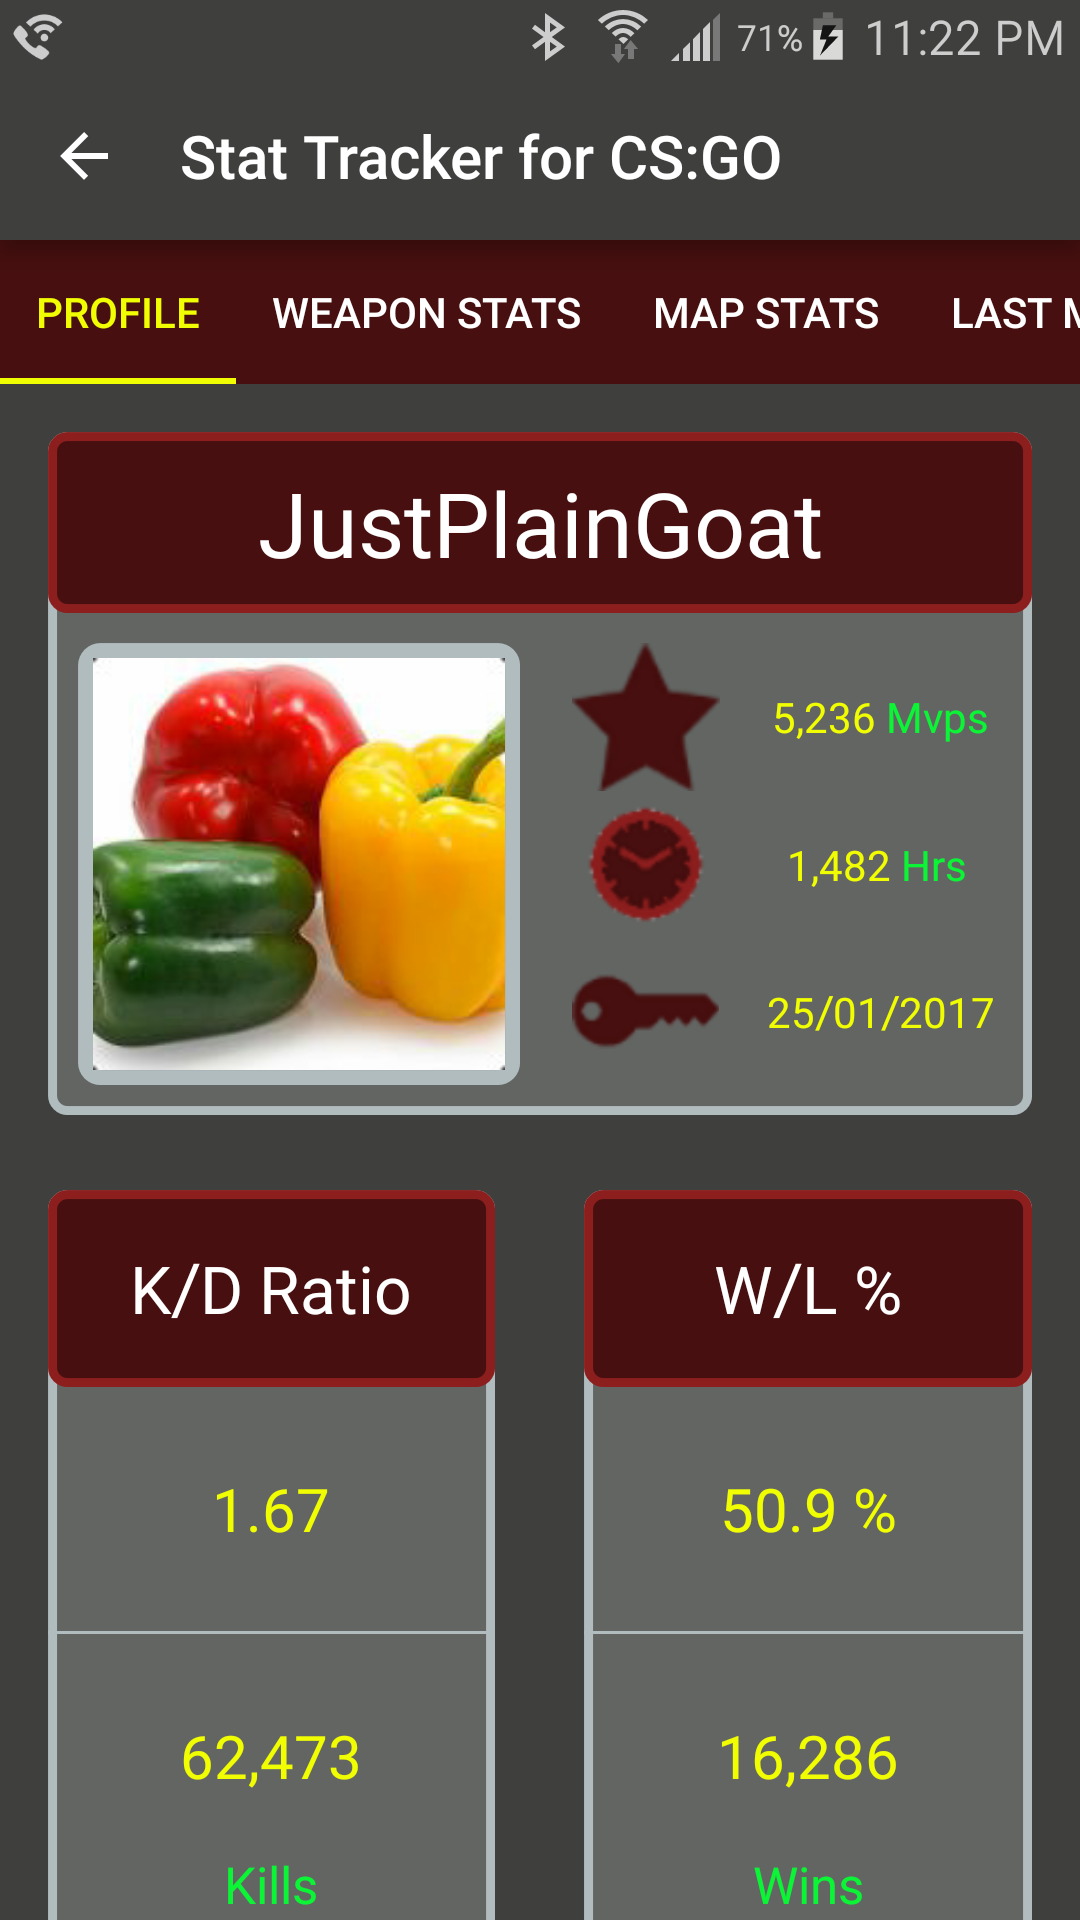 71% 11:22 PM
Stat Tracker for CS:GO
PROFILE WEAPON STATS MAP STATS LAST M
JustPlainGoat
5,236 Mvps
1,482 Hrs
25/01/2017
K/D Ratio W/L %
1.67 50.9 %
62,473 16,286
Kills Wins